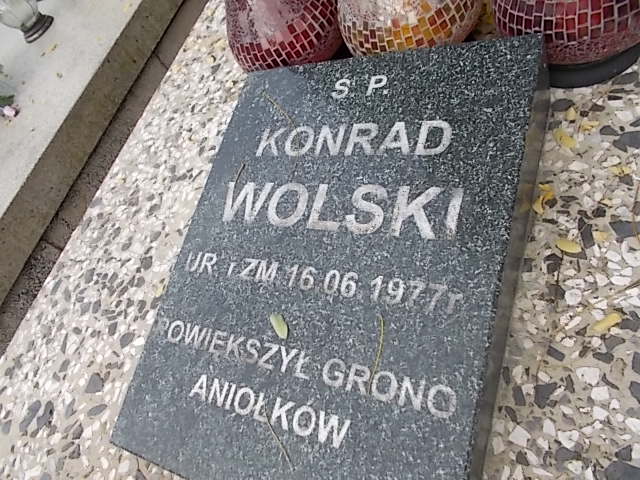 Ś P.
KONRAD
WOLSKI
UR. i ZM. 16.06.1977r.
POWIĘKSZYŁ GRONO
ANIOŁKÓW